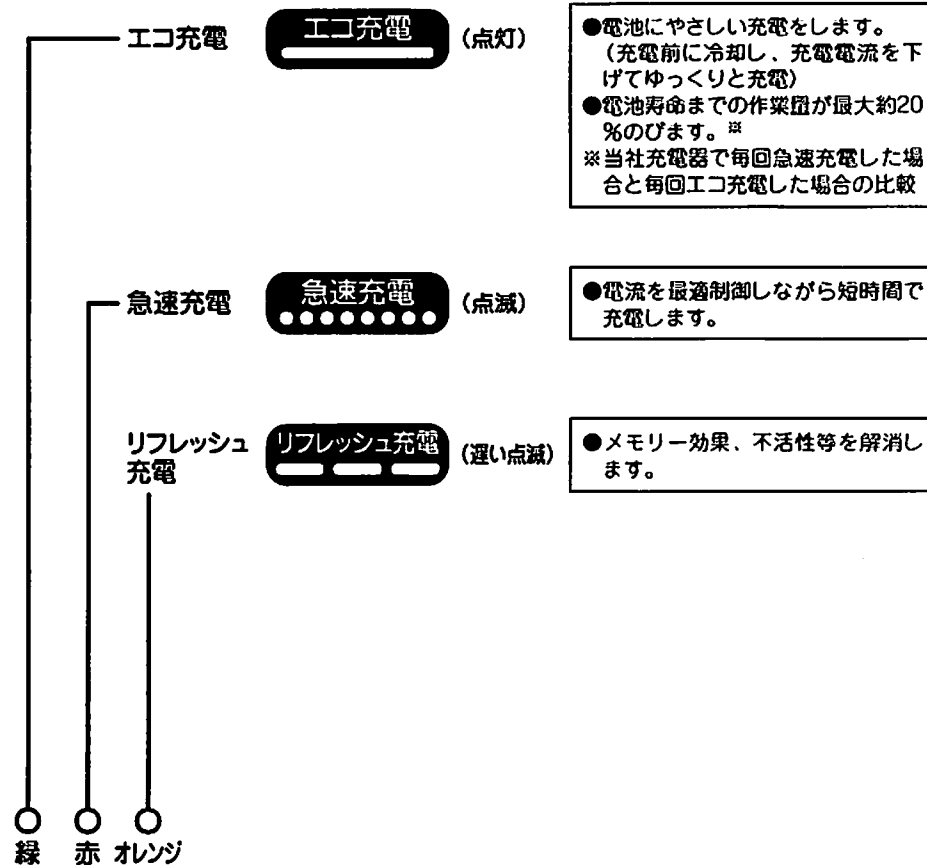 エコ充電
エコ充電
(点灯)
●電池にやさしい充電をします。
(充電前に冷却し、充電電流を下
げてゆっくりと充電)
●電池寿命までの作業量が最大約20
%のびます。※
※当社充電器で毎回急速充電した場
合と毎回エコ充電した場合の比較
急速充電
急速充電
(点滅)
●電流を最適制御しながら短時間で
充電します。
リフレッシュ
充電
リフレッシュ充電
(遅い点滅)
●メモリー効果、不活性等を解消し
ます。
緑 赤 オレンジ